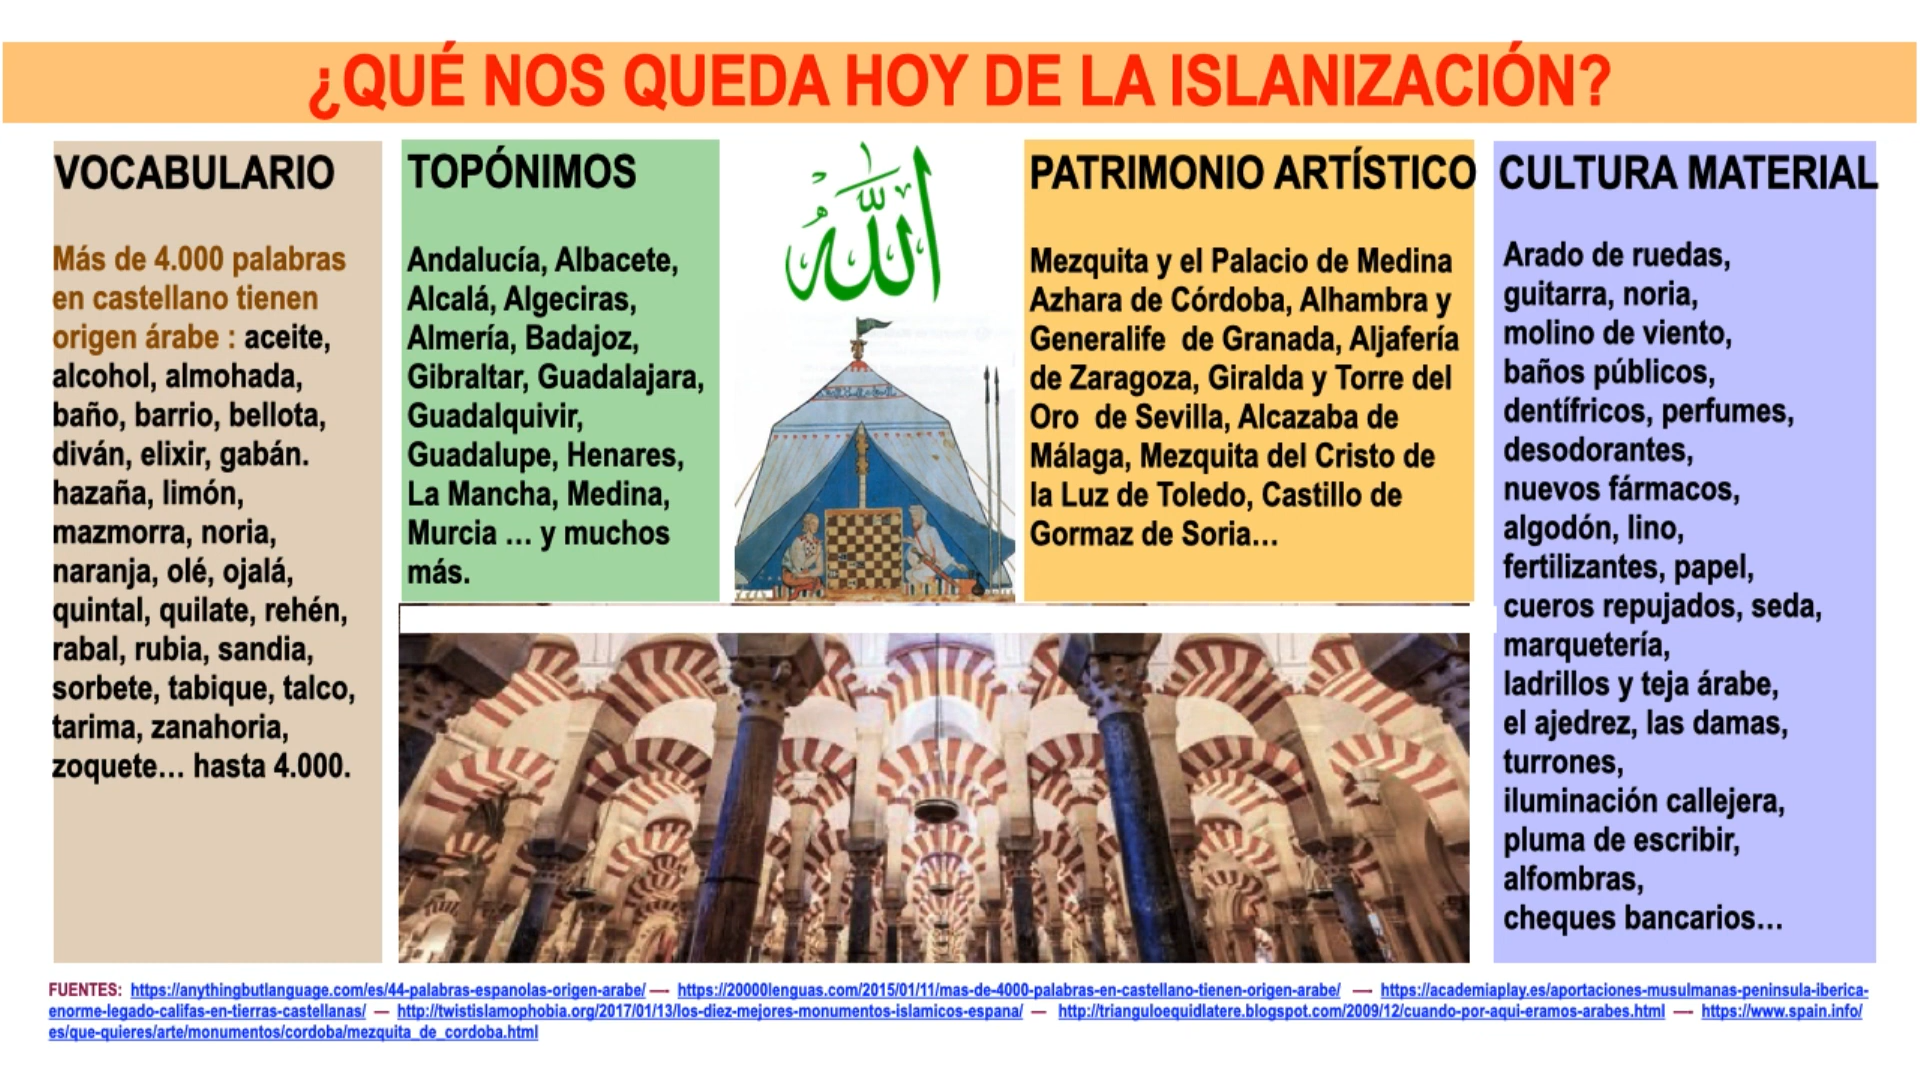 ¿QUÉ NOS QUEDA HOY DE LA ISLANIZACIÓN?
VOCABULARIO
Más de 4.000 palabras
en castellano tienen
origen árabe : aceite,
alcohol, almohada,
baño, barrio, bellota,
diván, elixir, gabán.
hazaña, limón,
mazmorra, noria,
naranja, olé, ojalá,
quintal, quilate, rehén,
rabal, rubia, sandia,
sorbete, tabique, talco,
tarima, zanahoria,
zoquete... hasta 4.000.
TOPÓNIMOS
Andalucía, Albacete,
Alcalá, Algeciras,
Almería, Badajoz,
Gibraltar, Guadalajara,
Guadalquivir,
Guadalupe, Henares,
La Mancha, Medina,
Murcia ... y muchos
más.
الله
PATRIMONIO ARTÍSTICO
Mezquita y el Palacio de Medina
Azhara de Córdoba, Alhambra y
Generalife de Granada, Aljafería
de Zaragoza, Giralda y Torre del
Oro de Sevilla, Alcazaba de
Málaga, Mezquita del Cristo de
la Luz de Toledo, Castillo de
Gormaz de Soria...
CULTURA MATERIAL
Arado de ruedas,
guitarra, noria,
molino de viento,
baños públicos,
dentífricos, perfumes,
desodorantes,
nuevos fármacos,
algodón, lino,
fertilizantes, papel,
cueros repujados, seda,
marquetería,
ladrillos y teja árabe,
el ajedrez, las damas,
turrones,
iluminación callejera,
pluma de escribir,
alfombras,
cheques bancarios...
FUENTES: https://anythingbutlanguage.com/es/44-palabras-espanolas-origen-arabe/ — https://20000lenguas.com/2015/01/11/mas-de-4000-palabras-en-castellano-tienen-origen-arabe/ — https://academiaplay.es/aportaciones-musulmanas-peninsula-iberica-
enorme-legado-califas-en-tierras-castellanas/ — http://twistislamophobia.org/2017/01/13/los-diez-mejores-monumentos-islamicos-espana/ — http://trianguloequidlatere.blogspot.com/2009/12/cuando-por-aqui-eramos-arabes.html — https://www.spain.info/
es/que-quieres/arte/monumentos/cordoba/mezquita_de_cordoba.html